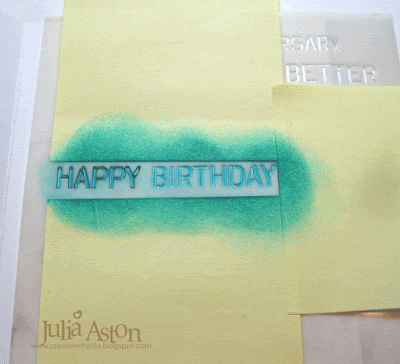 RSARY
BETTER
HAPPY BIRTHDAY
Julia Aston
www.createwithjulia.blogspot.com